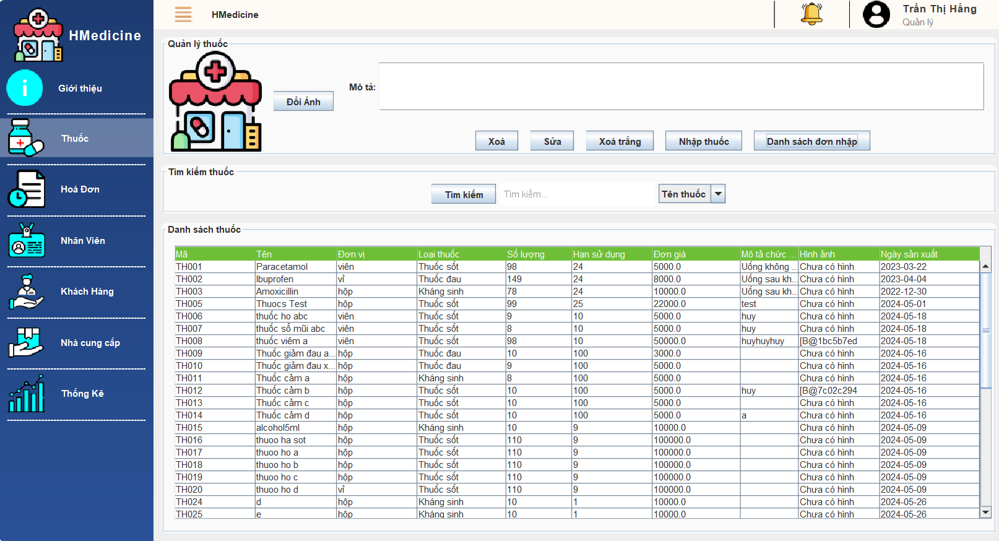 HMedicine
Giới thiệu
Thuốc
Hoá Đơn
Nhân Viên
Khách Hàng
Nhà cung cấp
Thống Kê
HMedicine
Trần Thị Hằng
Quản lý
Quản lý thuốc
Đổi Ảnh
Mô tả:
Xoá Sửa Xoá trắng Nhập thuốc Danh sách đơn nhập
Tìm kiếm thuốc
Tìm kiếm Tìm kiếm... Tên thuốc
Danh sách thuốc
Mã Tên Đơn vị Loại thuốc Số lượng Hạn sử dụng Đơn giá Mô tả chức ... Hình ảnh Ngày sản xuất
TH001 Paracetamol viên Thuốc sốt 98 24 5000.0 Uống không ... Chưa có hình 2023-03-22
TH002 Ibuprofen vỉ Thuốc đau 149 24 8000.0 Uống sau kh... Chưa có hình 2023-04-04
TH003 Amoxicillin hộp Kháng sinh 78 24 10000.0 Uống sau kh... Chưa có hình 2022-12-30
TH005 Thuocs Test hộp Thuốc sốt 99 25 22000.0 test Chưa có hình 2024-05-01
TH006 thuốc ho abc viên Thuốc sốt 9 10 5000.0 huy Chưa có hình 2024-05-18
TH007 thuốc sổ mũi abc viên Thuốc sốt 8 10 5000.0 huy Chưa có hình 2024-05-18
TH008 thuốc viêm a viên Thuốc sốt 98 10 50000.0 huyhuyhuy [B@1bc5b7ed 2024-05-18
TH009 Thuốc giảm đau a... hộp Thuốc đau 10 100 3000.0 Chưa có hình 2024-05-16
TH010 Thuốc giảm đau x... hộp Thuốc đau 9 100 5000.0 Chưa có hình 2024-05-16
TH011 Thuốc cảm a hộp Kháng sinh 8 100 5000.0 Chưa có hình 2024-05-16
TH012 Thuốc cảm b hộp Thuốc sốt 10 100 5000.0 huy [B@7c02c294 2024-05-16
TH013 Thuốc cảm c hộp Thuốc sốt 10 100 5000.0 Chưa có hình 2024-05-16
TH014 Thuốc cảm d hộp Thuốc sốt 10 100 5000.0 a Chưa có hình 2024-05-16
TH015 alcohol5ml hộp Kháng sinh 10 9 10000.0 Chưa có hình 2024-05-09
TH016 thuoo ha sot hộp Thuốc sốt 110 9 100000.0 Chưa có hình 2024-05-09
TH017 thuoo ho a hộp Thuốc sốt 110 9 100000.0 Chưa có hình 2024-05-09
TH018 thuoo ho b hộp Thuốc sốt 110 9 100000.0 Chưa có hình 2024-05-09
TH019 thuoo ho c hộp Thuốc sốt 110 9 100000.0 Chưa có hình 2024-05-09
TH020 thuoo ho d vỉ Thuốc sốt 110 9 100000.0 Chưa có hình 2024-05-09
TH024 d hộp Kháng sinh 10 1 10000.0 Chưa có hình 2024-05-26
TH025 e hộp Kháng sinh 10 1 10000.0 Chưa có hình 2024-05-26